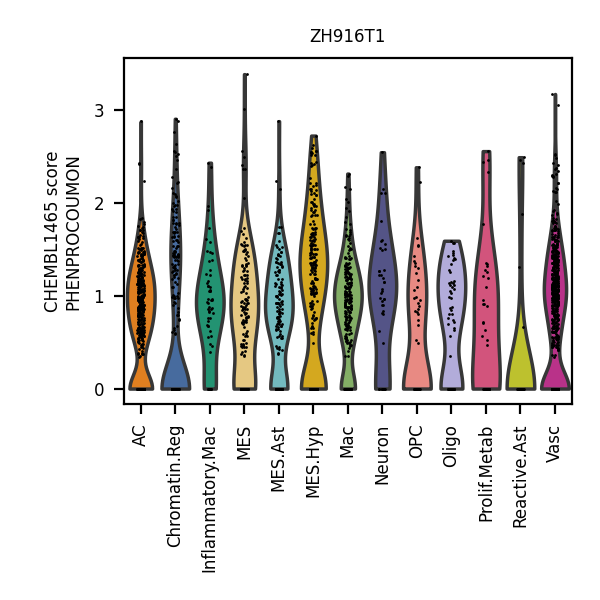 ZH916T1
CHEMBL1465 score
PHENPROCOUMON
3
2
1
0
AC
Chromatin.Reg
Inflammatory.Mac
MES
MES.Ast
MES.Hyp
Mac
Neuron
OPC
Oligo
Prolif.Metab
Reactive.Ast
Vasc